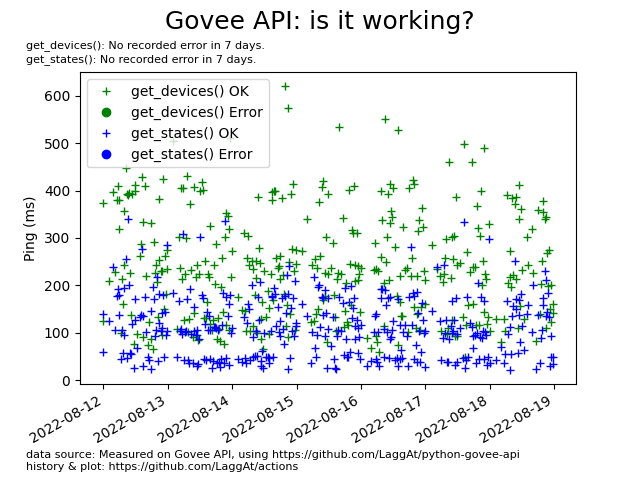 Govee API: is it working?
get_devices(): No recorded error in 7 days.
get_states(): No recorded error in 7 days.
get_devices() OK
get_devices() Error
get_states() OK
get_states() Error
Ping (ms)
600
500
400
300
200
100
0
2022-08-12
2022-08-13
2022-08-14
2022-08-15
2022-08-16
2022-08-17
2022-08-18
2022-08-19
data source: Measured on Govee API, using https://github.com/LaggAt/python-govee-api
history & plot: https://github.com/LaggAt/actions